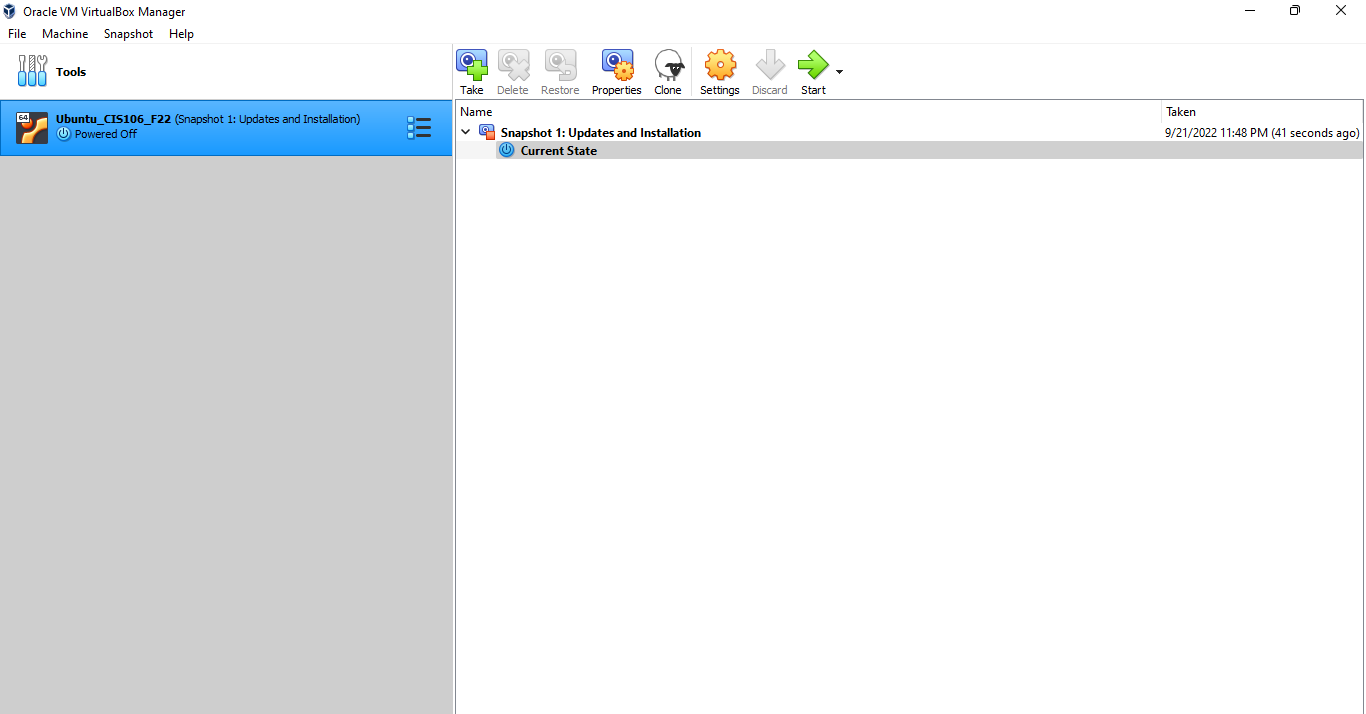 Oracle VM VirtualBox Manager
File Machine Snapshot Help
Tools
Take Delete Restore Properties Clone Settings Discard Start
64
Ubuntu_CIS106_F22 (Snapshot 1: Updates and Installation)
Powered Off
Name Taken
Snapshot 1: Updates and Installation 9/21/2022 11:48 PM (41 seconds ago)
Current State